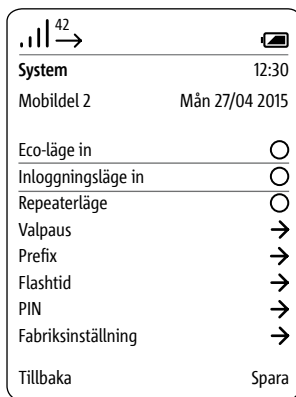 42
System 12:30
Mobildel 2 Mån 27/04 2015
Eco-läge in
Inloggningsläge in
Repeaterläge
Valpaus
Prefix
Flashtid
PIN
Fabriksinställning
Tillbaka Spara